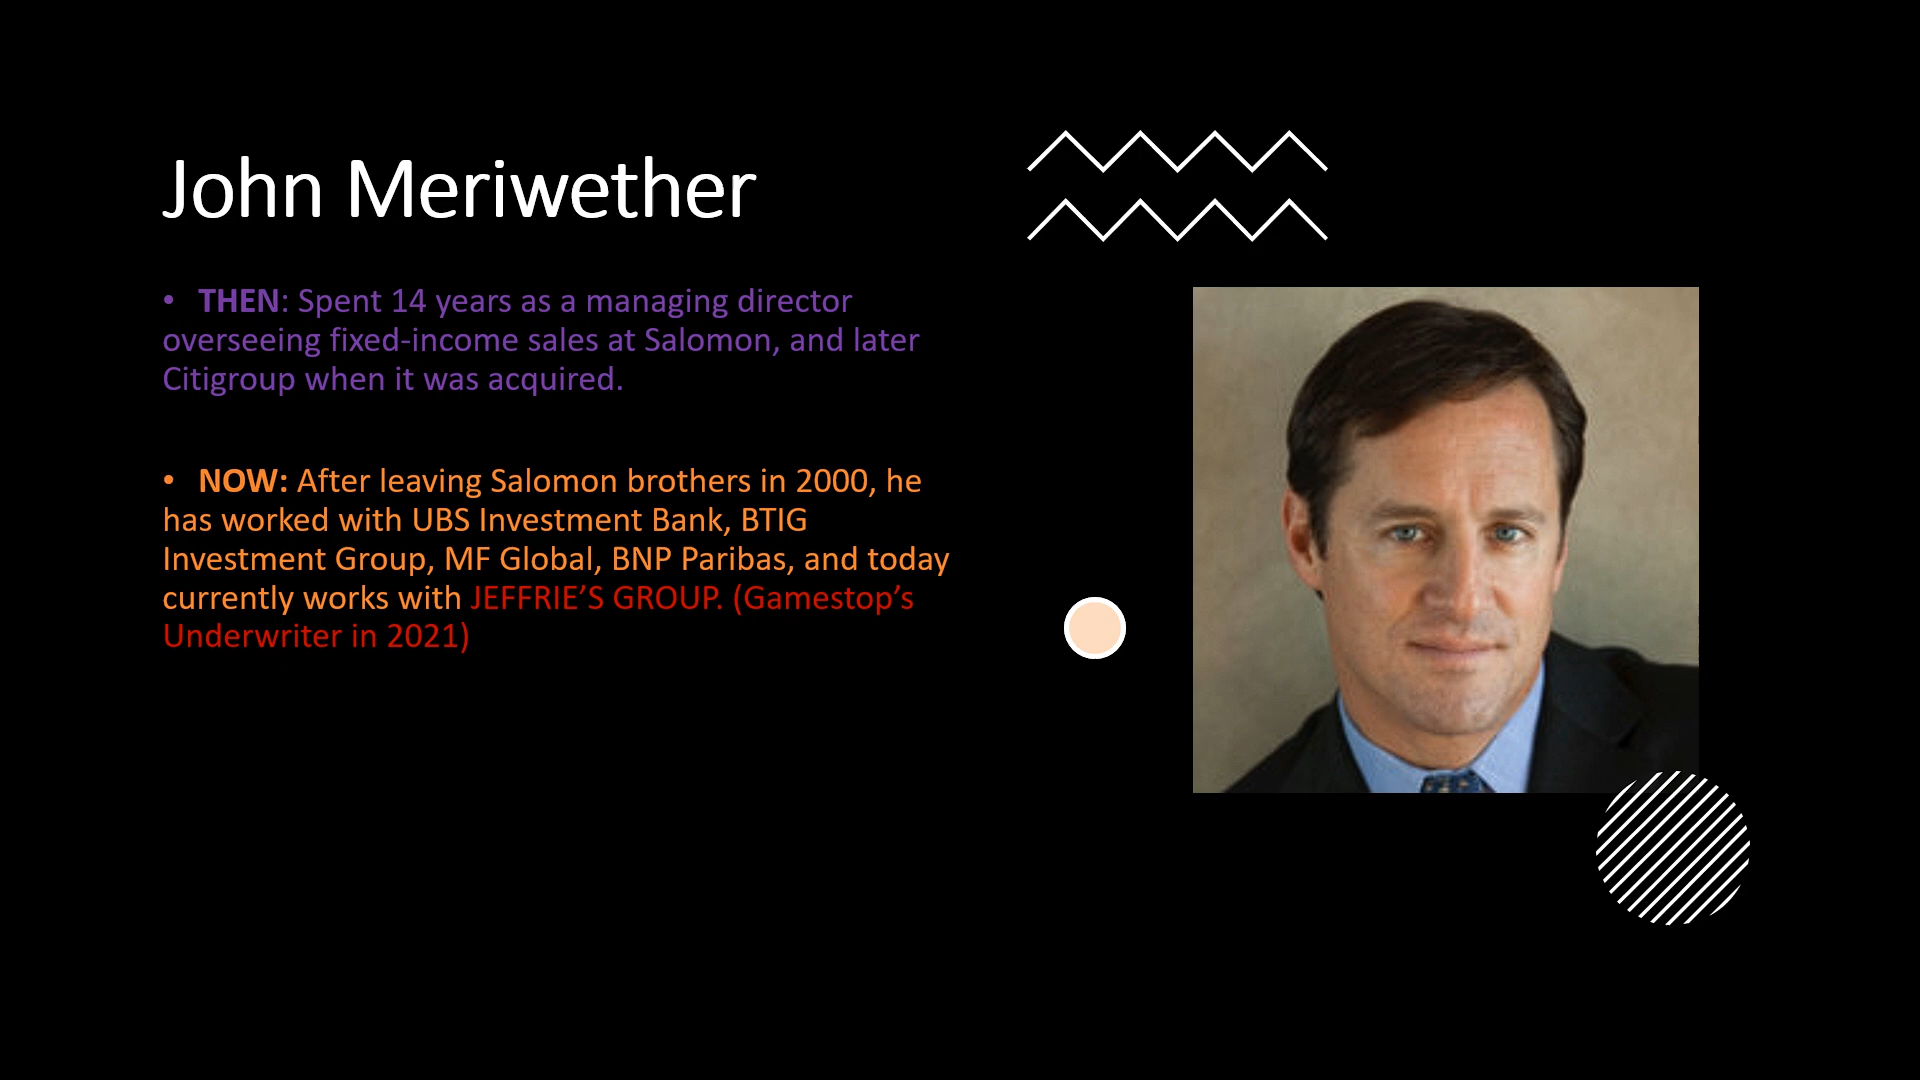 John Meriwether
• THEN: Spent 14 years as a managing director
overseeing fixed-income sales at Salomon, and later
Citigroup when it was acquired.
• NOW: After leaving Salomon brothers in 2000, he
has worked with UBS Investment Bank, BTIG
Investment Group, MF Global, BNP Paribas, and today
currently works with JEFFRIE’S GROUP. (Gamestop’s
Underwriter in 2021)